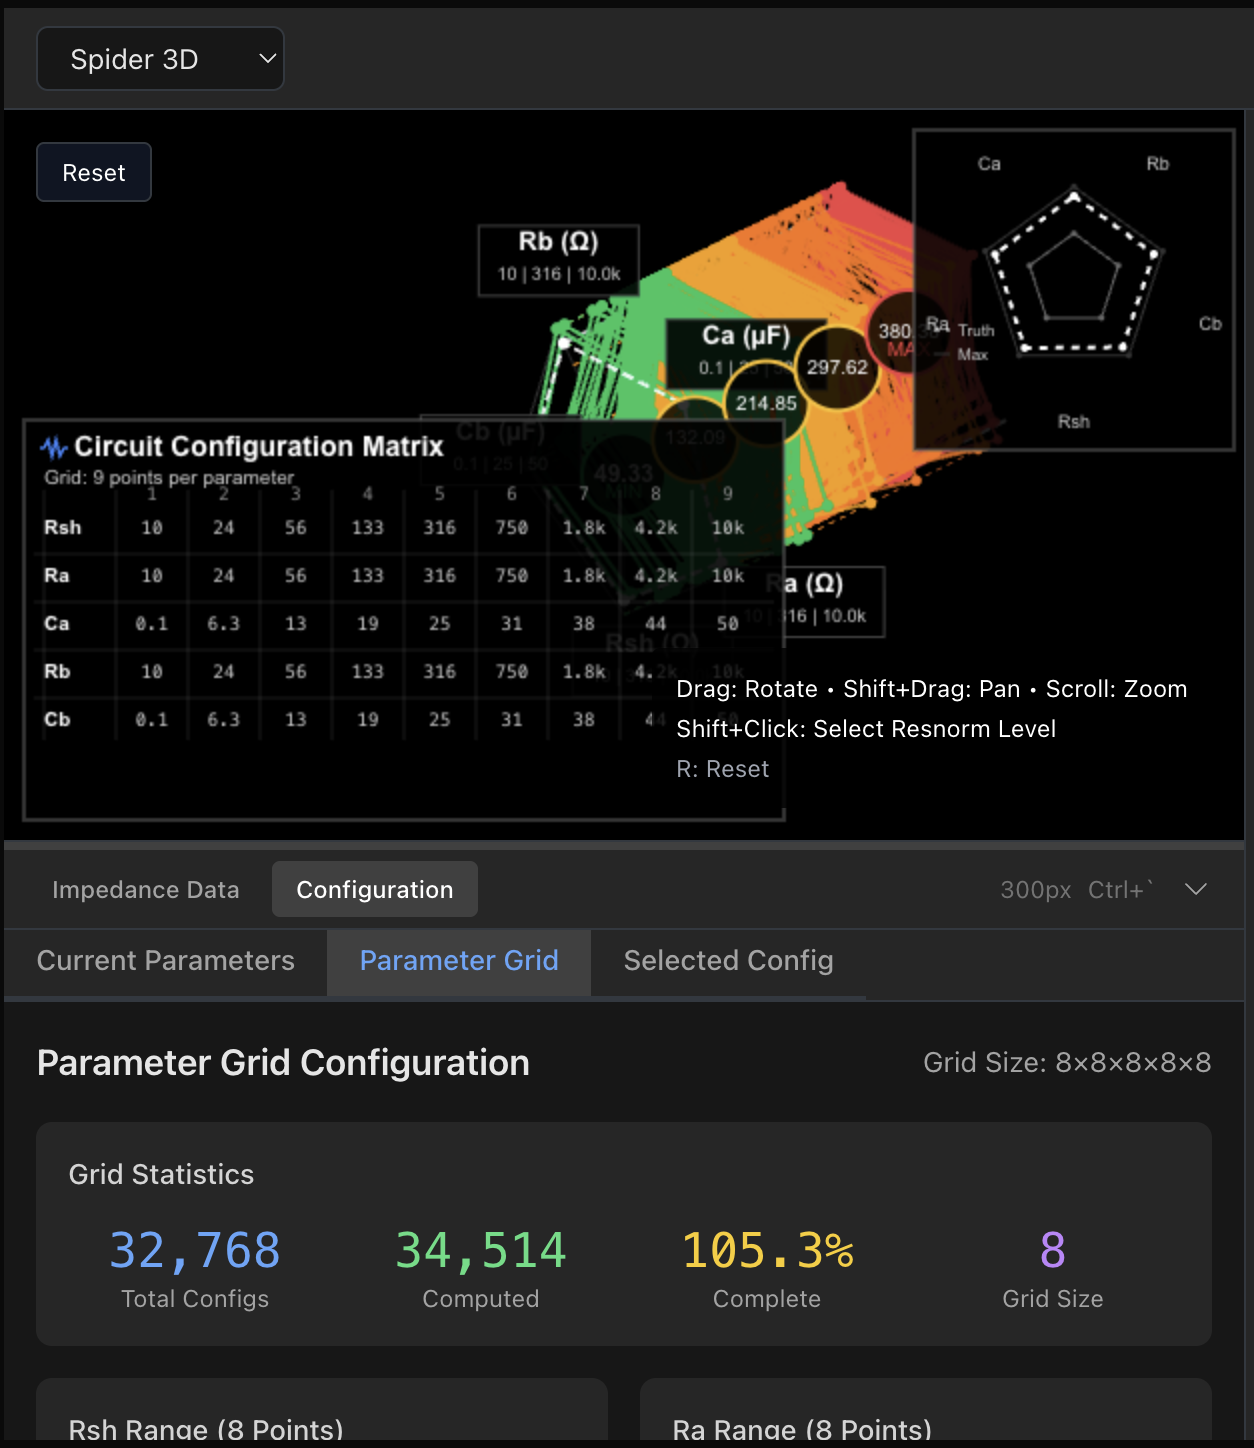 Spider 3D
Reset
Rb (Ω)
10 | 316 | 10.0k
Ca (µF)
0.1 |
Cb (µF)
0.1 | 25 | 50
Ca
Rb
Cb
Ra
Rsh
Truth
Max
380.
MAX
297.62
214.85
132.09
49.33
MIN
Circuit Configuration Matrix
Grid: 9 points per parameter
1 2 3 4 5 6 7 8 9
Rsh 10 24 56 133 316 750 1.8k 4.2k 10k
Ra 10 24 56 133 316 750 1.8k 4.2k 10k
Ca 0.1 6.3 13 19 25 31 38 44 50
Rb 10 24 56 133 316 750 1.8k 4.2k 10k
Cb 0.1 6.3 13 19 25 31 38 44 50
Ra (Ω)
10 | 316 | 10.0k
Rsh (Ω)
Drag: Rotate • Shift+Drag: Pan • Scroll: Zoom
Shift+Click: Select Resnorm Level
R: Reset
Impedance Data
Configuration
300px Ctrl+`
Current Parameters
Parameter Grid
Selected Config
Parameter Grid Configuration
Grid Size: 8×8×8×8×8
Grid Statistics
32,768
Total Configs
34,514
Computed
105.3%
Complete
8
Grid Size
Rsh Range (8 Points)
Ra Range (8 Points)